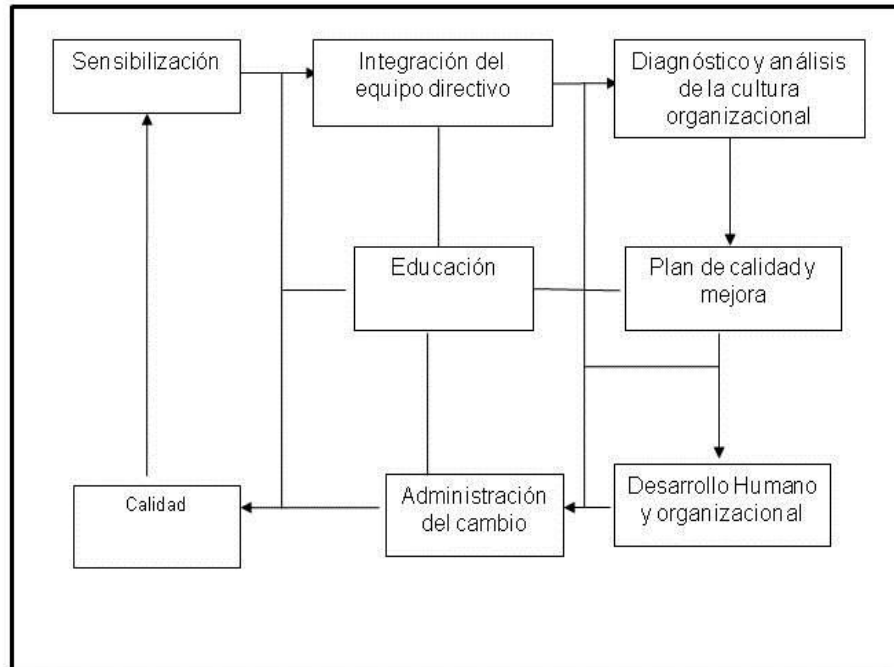 Sensibilización
Integración del
equipo directivo
Diagnóstico y análisis
de la cultura
organizacional
Educación
Plan de calidad y
mejora
Calidad
Administración
del cambio
Desarrollo Humano
y organizacional